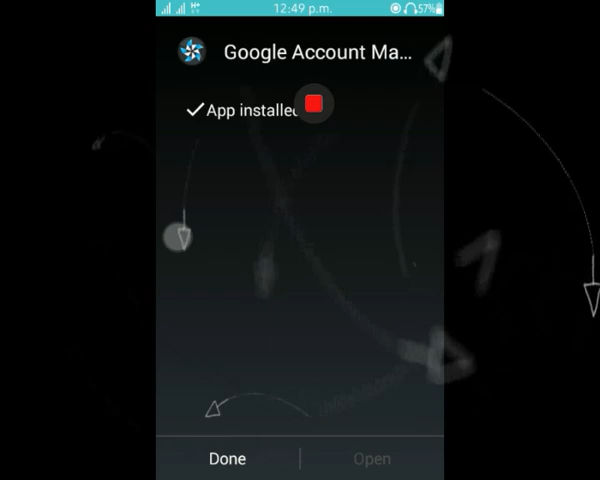 H+ 12:49 p.m. 57%
Google Account Ma...
App installed
Done Open